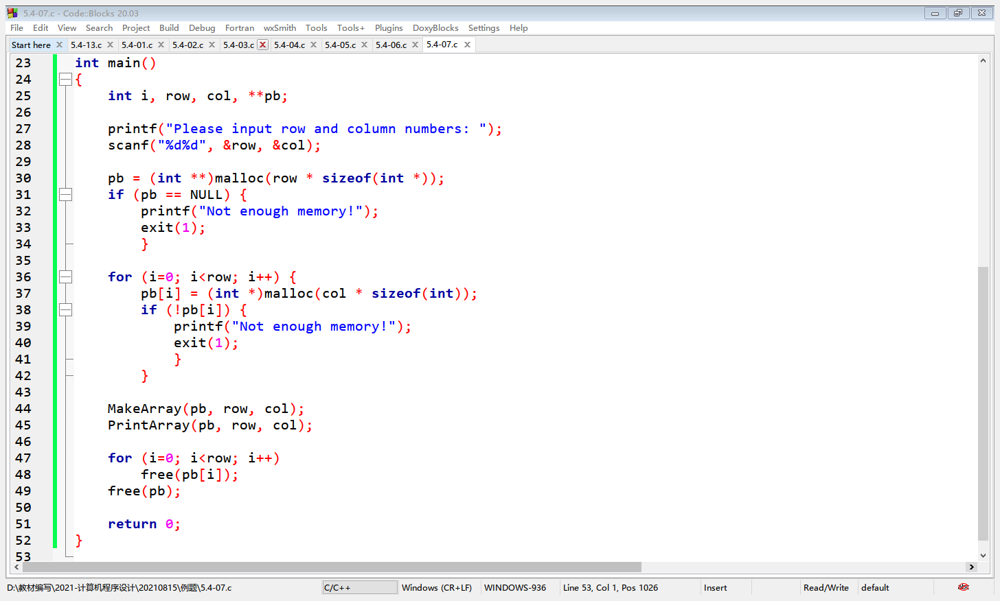 5.4-07.c - Code::Blocks 20.03
File Edit View Search Project Build Debug Fortran wxSmith Tools Tools+ Plugins DoxyBlocks Settings Help
Start here 5.4-13.c 5.4-01.c 5.4-02.c 5.4-03.c 5.4-04.c 5.4-05.c 5.4-06.c 5.4-07.c
23 int main()
24 {
25     int i, row, col, **pb;
26
27     printf("Please input row and column numbers: ");
28     scanf("%d%d", &row, &col);
29
30     pb = (int **)malloc(row * sizeof(int *));
31     if (pb == NULL) {
32         printf("Not enough memory!");
33         exit(1);
34         }
35
36     for (i=0; i<row; i++) {
37         pb[i] = (int *)malloc(col * sizeof(int));
38         if (!pb[i]) {
39             printf("Not enough memory!");
40             exit(1);
41             }
42         }
43
44     MakeArray(pb, row, col);
45     PrintArray(pb, row, col);
46
47     for (i=0; i<row; i++)
48         free(pb[i]);
49     free(pb);
50
51     return 0;
52 }
53
D:\教材编写\2021-计算机程序设计\20210815\例题\5.4-07.c C/C++ Windows (CR+LF) WINDOWS-936 Line 53, Col 1, Pos 1026 Insert Read/Write default abc